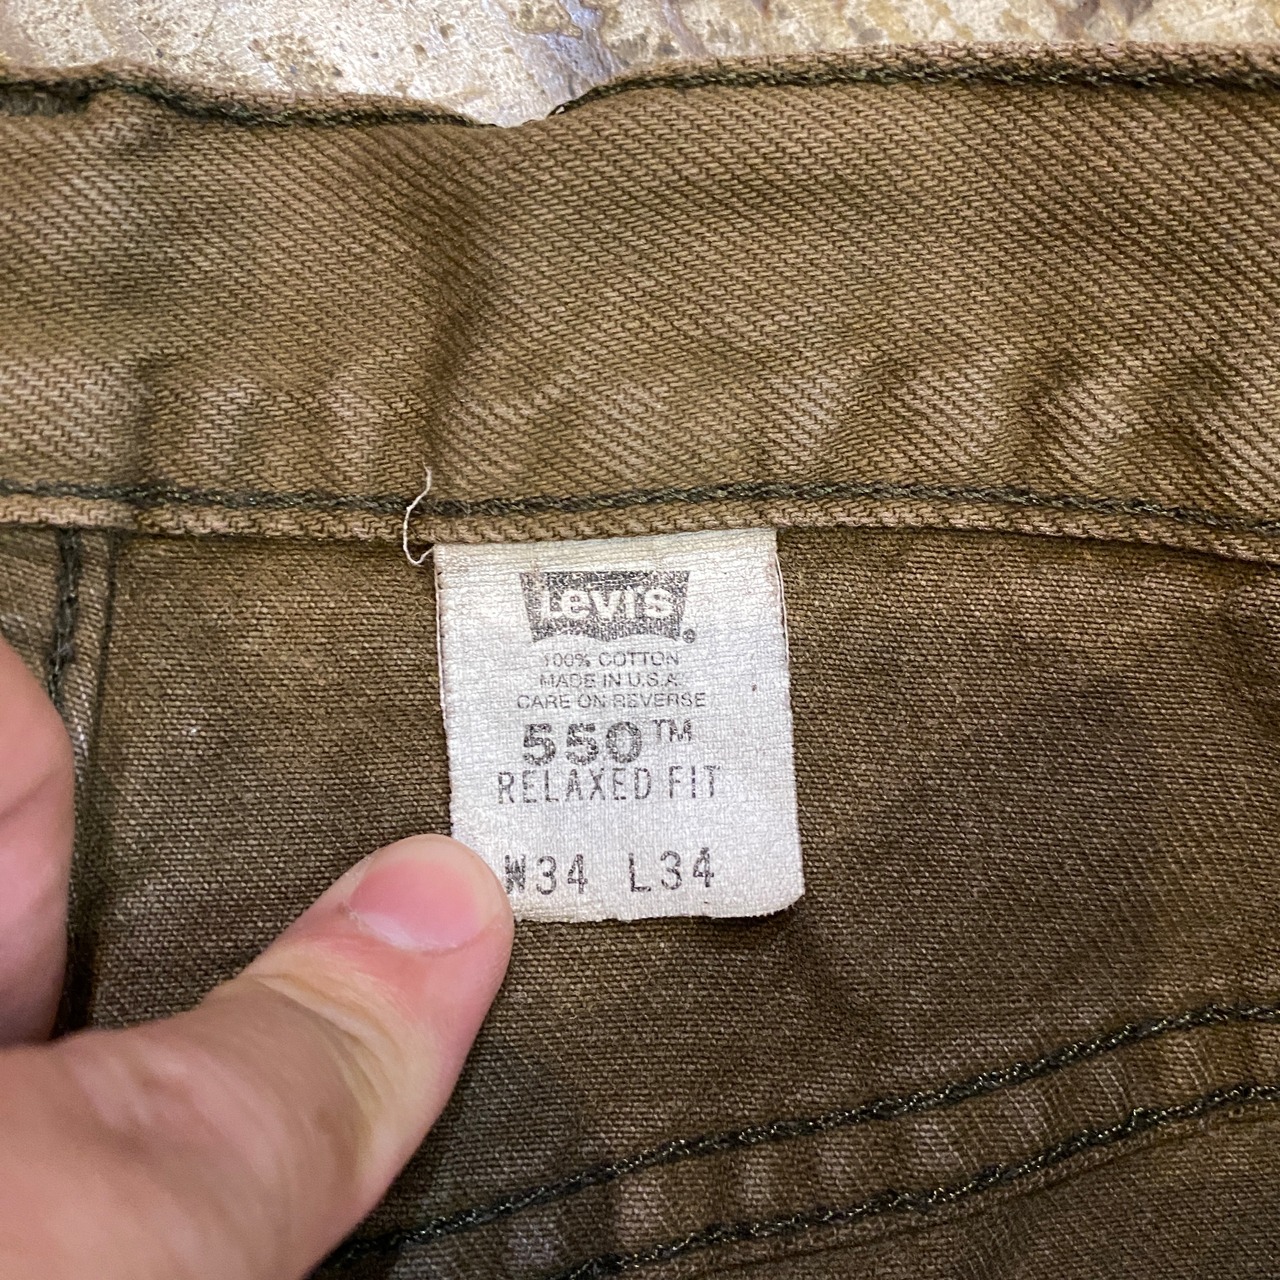 Levi's®
100% COTTON
MADE IN U.S.A.
CARE ON REVERSE
550™
RELAXED FIT
W34 L34